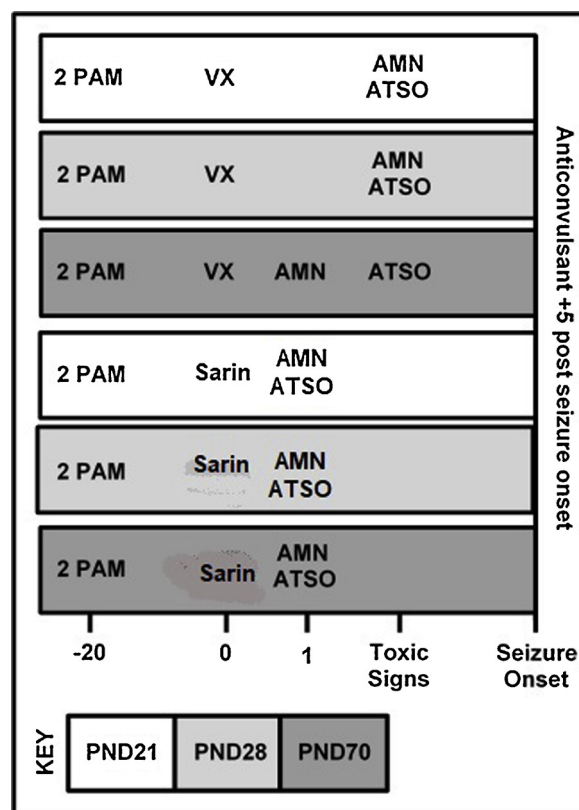 2 PAM VX AMN
ATSO
2 PAM VX AMN
ATSO
2 PAM VX AMN ATSO
2 PAM Sarin AMN
ATSO
2 PAM Sarin AMN
ATSO
2 PAM Sarin AMN
ATSO
Anticonvulsant +5 post seizure onset
-20 0 1 Toxic Seizure
Signs Onset
KEY PND21 PND28 PND70